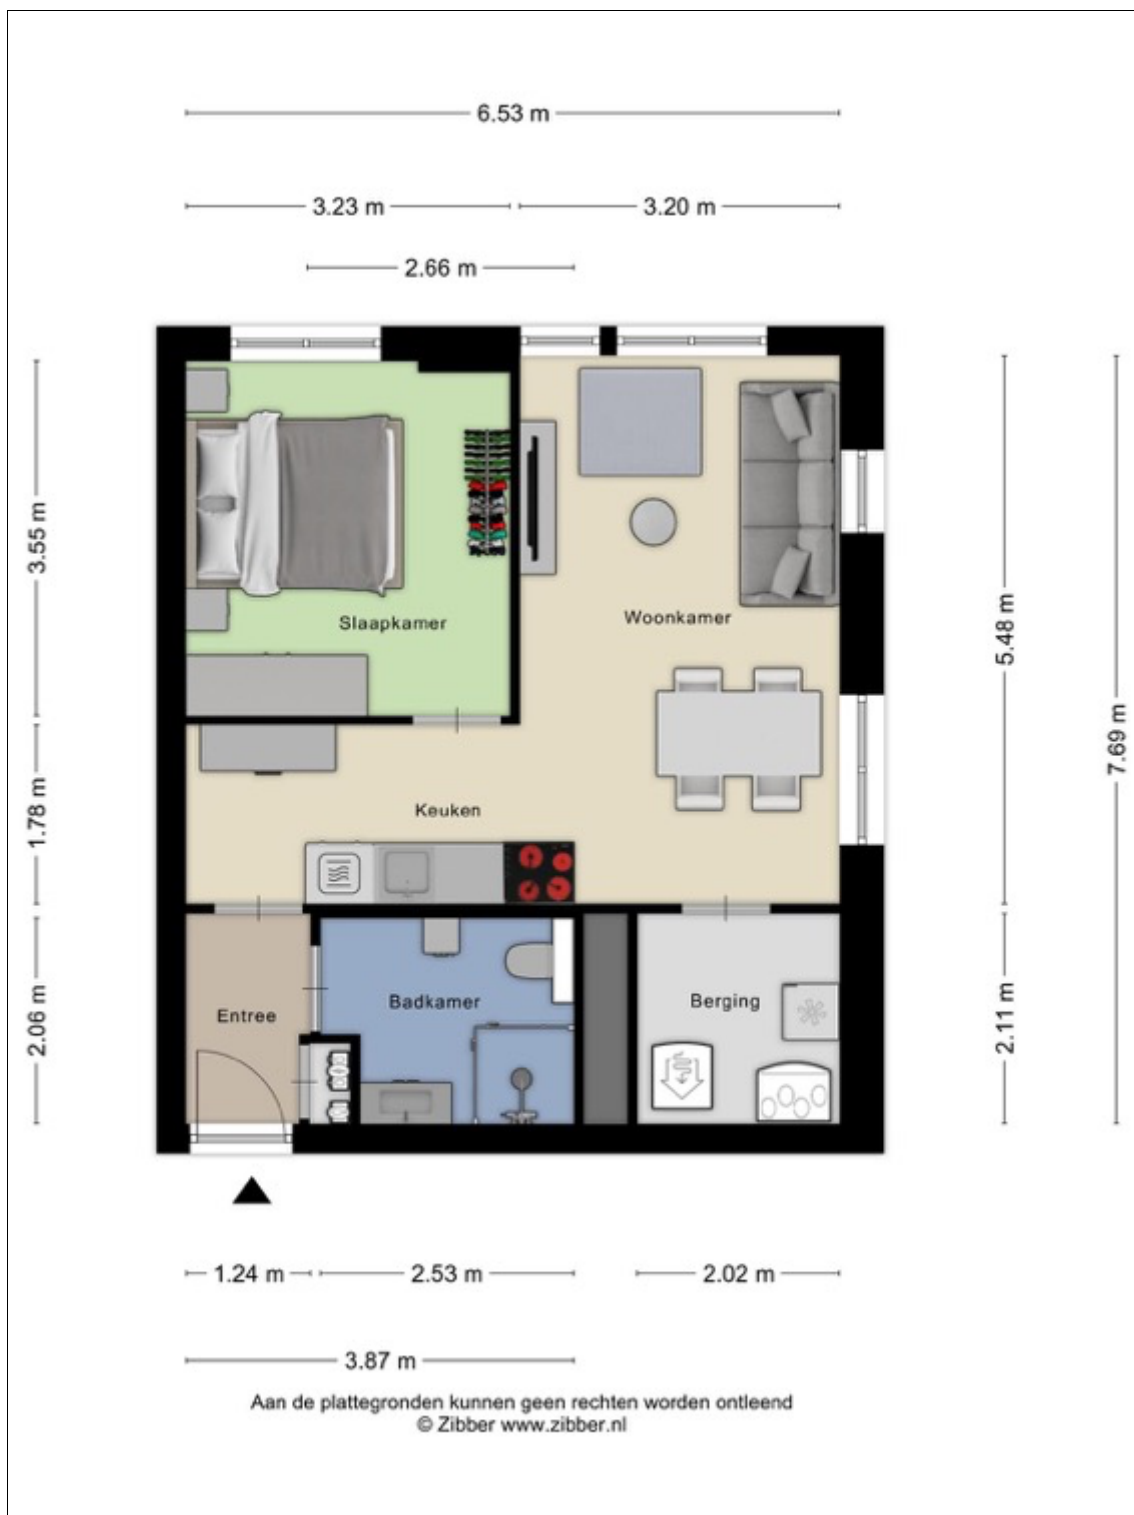 6.53 m
3.23 m
3.20 m
2.66 m
3.55 m
Slaapkamer
Woonkamer
5.48 m
7.69 m
1.78 m
Keuken
2.06 m
Entree
Badkamer
Berging
2.11 m
1.24 m
2.53 m
2.02 m
3.87 m
Aan de plattegronden kunnen geen rechten worden ontleend
© Zibber www.zibber.nl